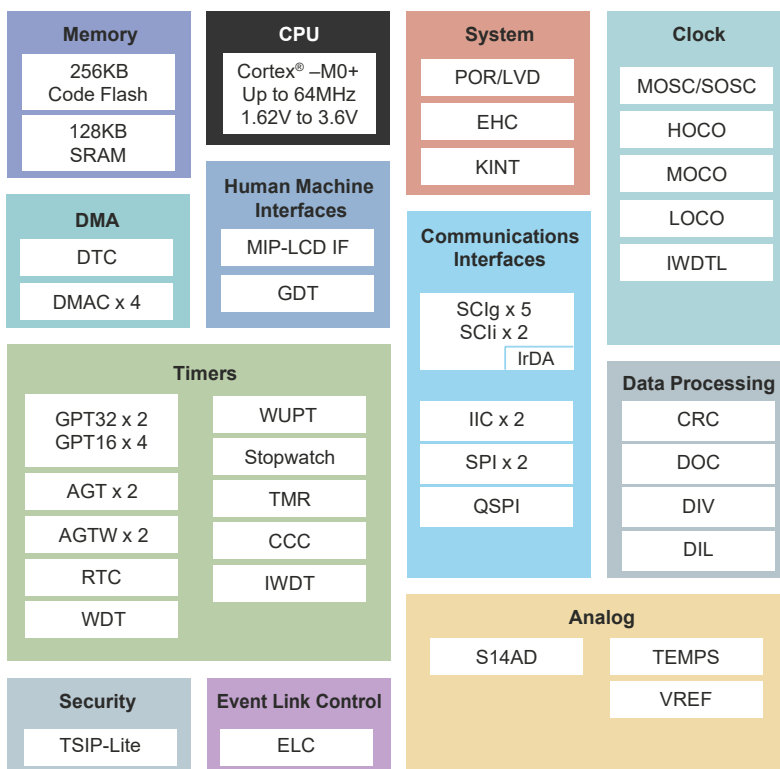 Memory
256KB
Code Flash
128KB
SRAM
CPU
Cortex® –M0+
Up to 64MHz
1.62V to 3.6V
System
POR/LVD
EHC
KINT
Clock
MOSC/SOSC
HOCO
MOCO
LOCO
IWDTL
DMA
DTC
DMAC x 4
Human Machine
Interfaces
MIP-LCD IF
GDT
Communications
Interfaces
SCIg x 5
SCIi x 2
IrDA
IIC x 2
SPI x 2
QSPI
Timers
GPT32 x 2
GPT16 x 4
AGT x 2
AGTW x 2
RTC
WDT
WUPT
Stopwatch
TMR
CCC
IWDT
Data Processing
CRC
DOC
DIV
DIL
Analog
S14AD
TEMPS
VREF
Security
TSIP-Lite
Event Link Control
ELC